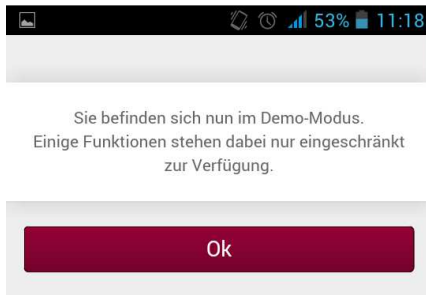 53% 11:18
Sie befinden sich nun im Demo-Modus.
Einige Funktionen stehen dabei nur eingeschränkt
zur Verfügung.
Ok